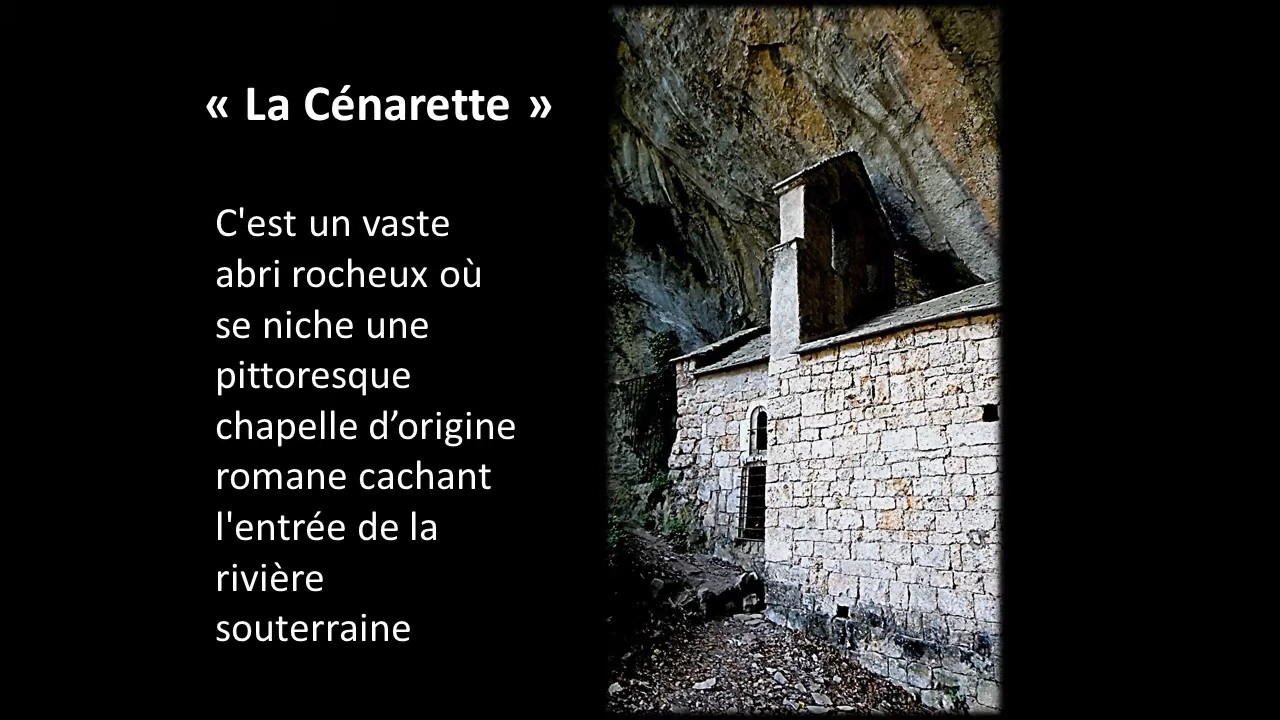 « La Cénarette »
C'est un vaste
abri rocheux où
se niche une
pittoresque
chapelle d’origine
romane cachant
l'entrée de la
rivière
souterraine